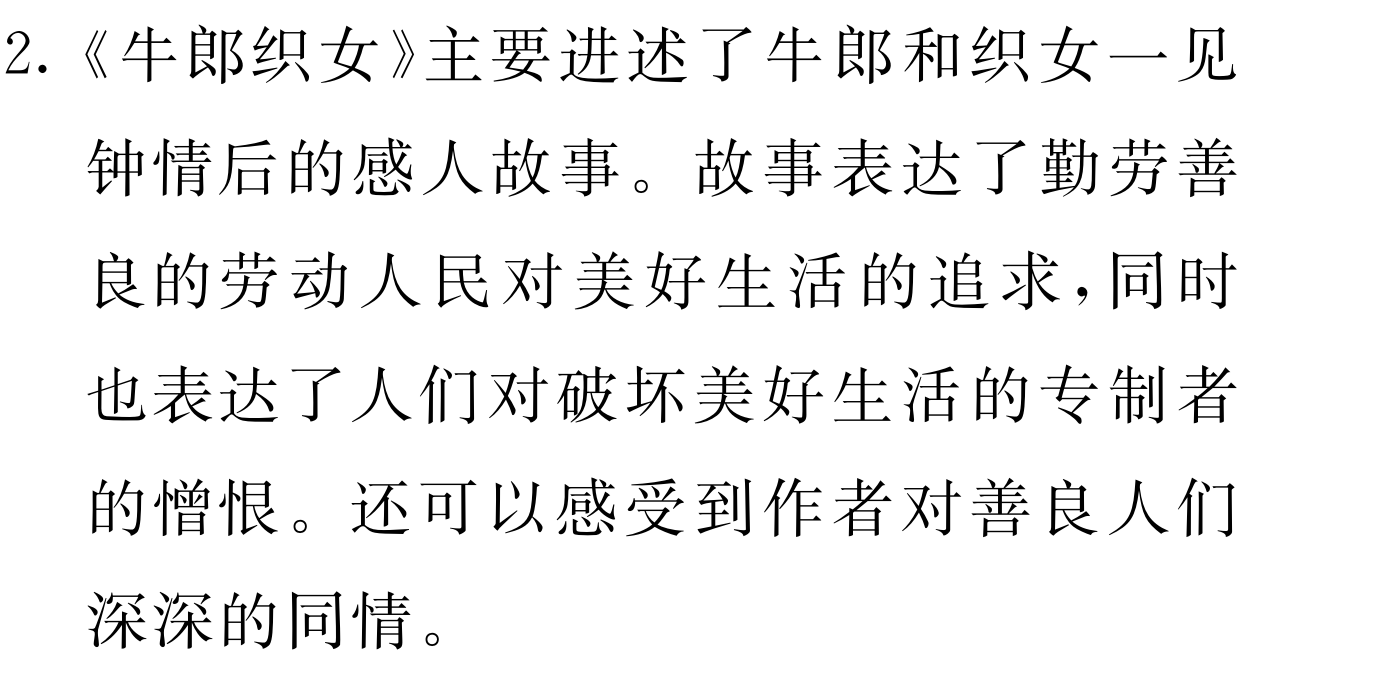 2.《牛郎织女》主要进述了牛郎和织女一见
钟情后的感人故事。故事表达了勤劳善
良的劳动人民对美好生活的追求,同时
也表达了人们对破坏美好生活的专制者
的憎恨。还可以感受到作者对善良人们
深深的同情。